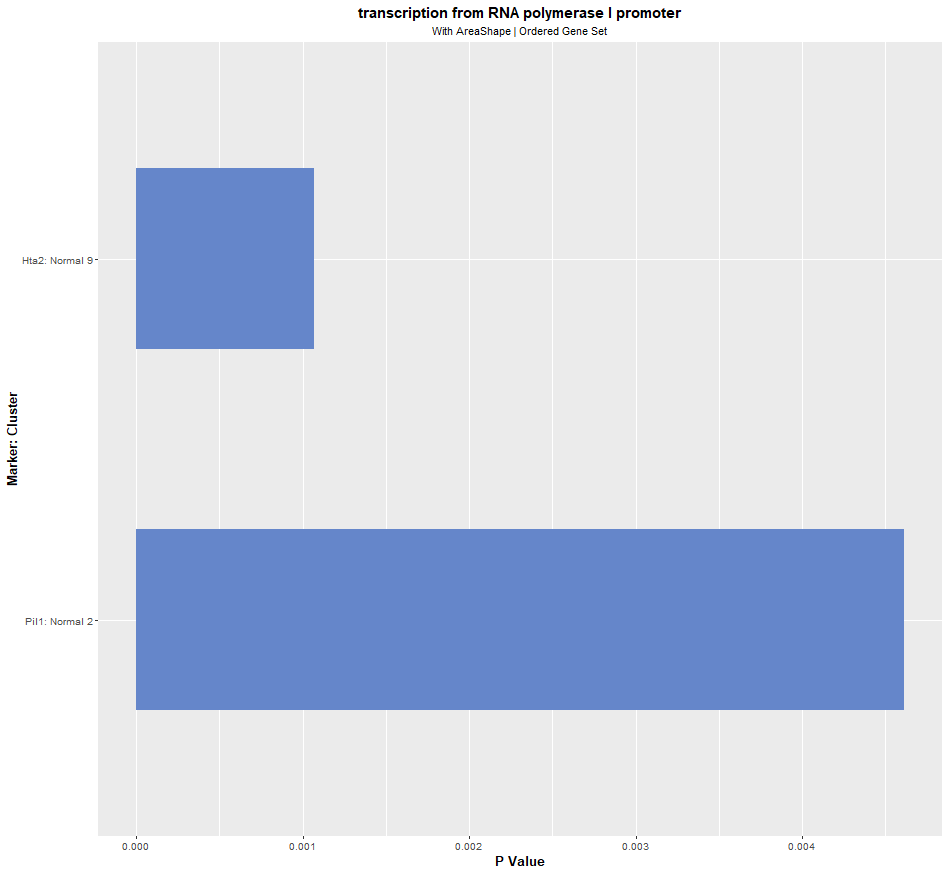 transcription from RNA polymerase I promoter
With AreaShape | Ordered Gene Set
Marker: Cluster
Hta2: Normal 9
Pil1: Normal 2
0.000 0.001 0.002 0.003 0.004
P Value